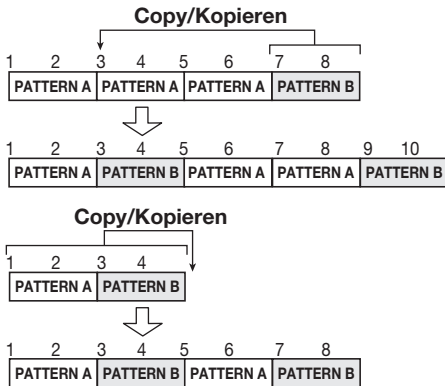 Copy/Kopieren
1 2 3 4 5 6 7 8
PATTERN A PATTERN A PATTERN A PATTERN B
1 2 3 4 5 6 7 8 9 10
PATTERN A PATTERN B PATTERN A PATTERN A PATTERN B
Copy/Kopieren
1 2 3 4
PATTERN A PATTERN B
1 2 3 4 5 6 7 8
PATTERN A PATTERN B PATTERN A PATTERN B